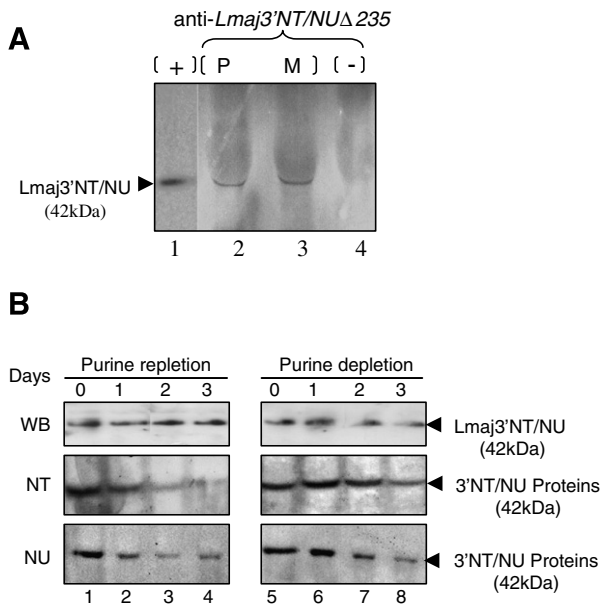 anti-Lmaj3'NT/NUΔ235
A
[ + ] [ P M ] [ - ]
Lmaj3'NT/NU
(42kDa)
1 2 3 4
B
Purine repletion Purine depletion
Days 0 1 2 3 0 1 2 3
WB Lmaj3'NT/NU
(42kDa)
NT 3'NT/NU Proteins
(42kDa)
NU 3'NT/NU Proteins
(42kDa)
1 2 3 4 5 6 7 8